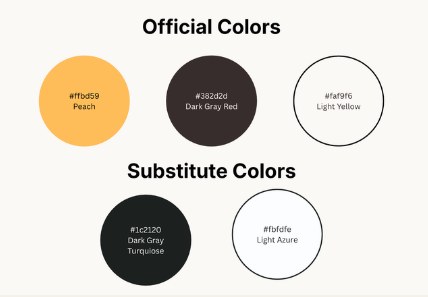 Official Colors
#ffbd59
Peach
#382d2d
Dark Gray Red
#faf9f6
Light Yellow
Substitute Colors
#1c2120
Dark Gray
Turquiose
#fbfdfe
Light Azure